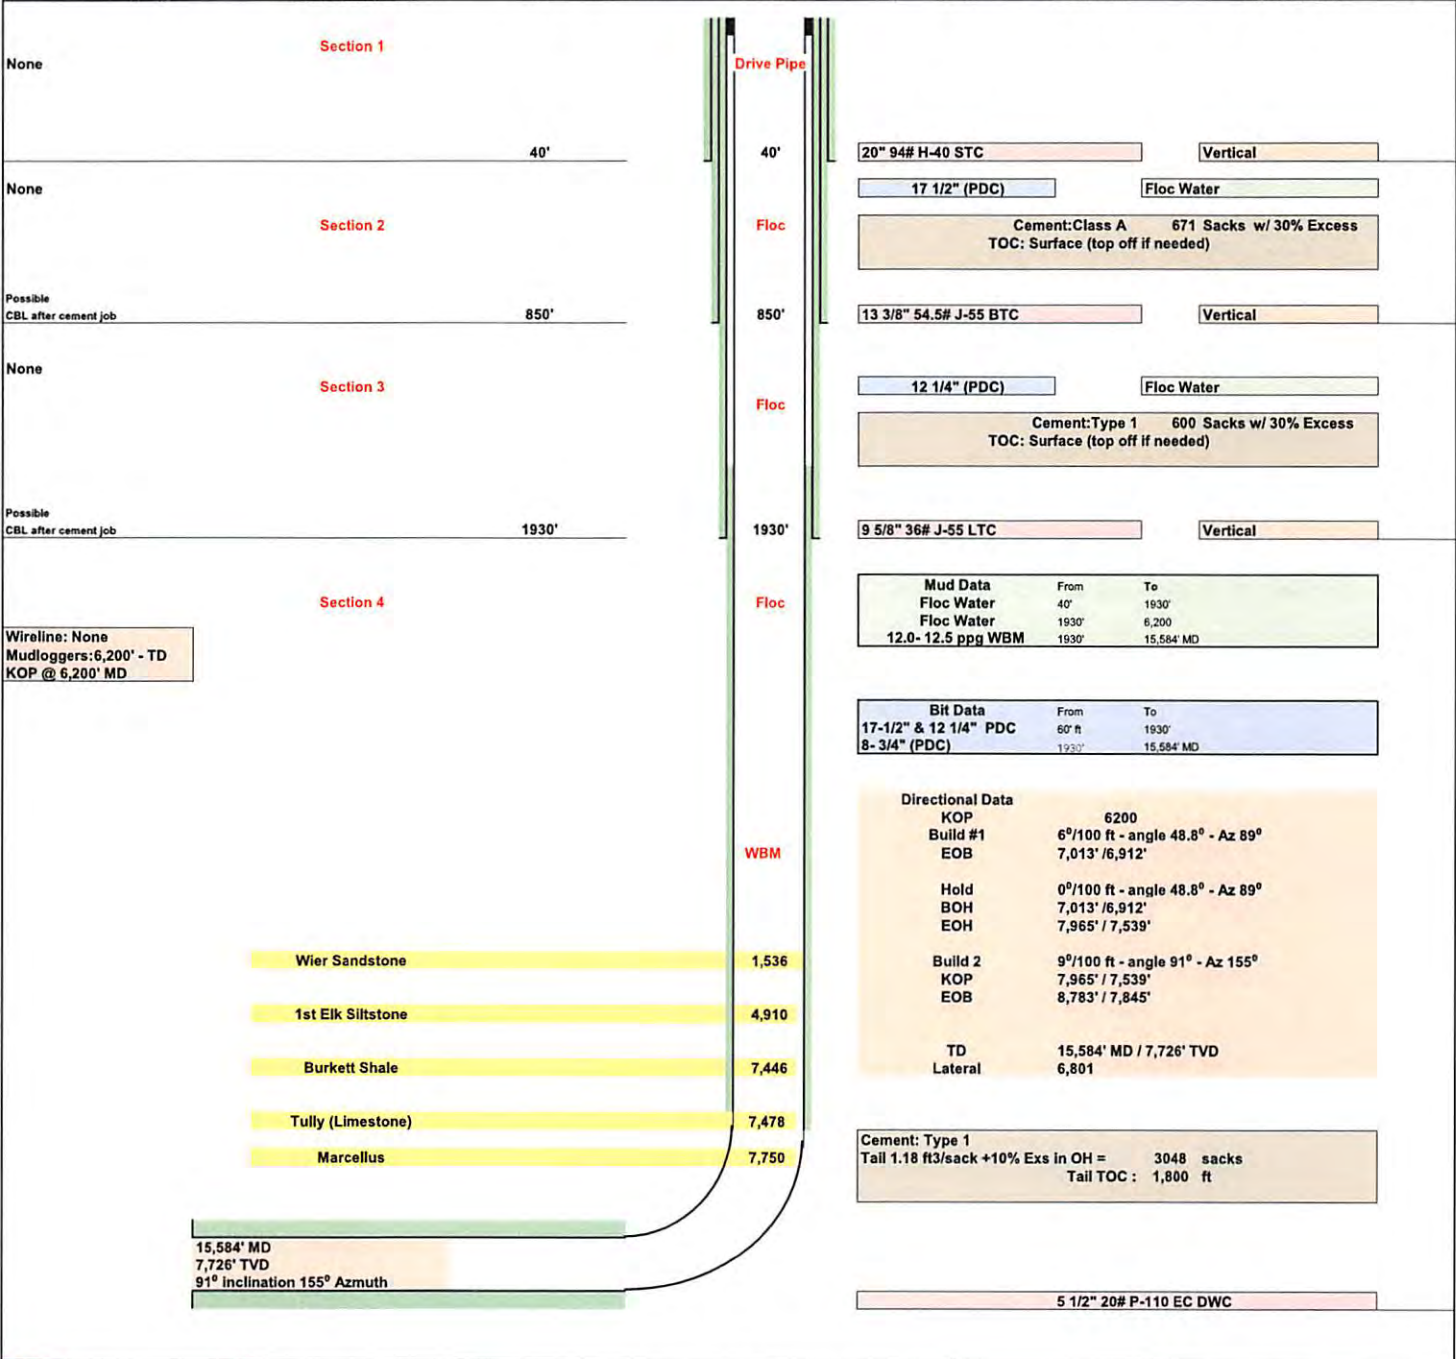 Section 1
None
Drive Pipe
40'
40'
20" 94# H-40 STC
Vertical
None
17 1/2" (PDC)
Floc Water
Section 2
Floc
Cement:Class A 671 Sacks w/ 30% Excess
TOC: Surface (top off if needed)
Possible
CBL after cement job
850'
850'
13 3/8" 54.5# J-55 BTC
Vertical
None
Section 3
Floc
12 1/4" (PDC)
Floc Water
Cement:Type 1 600 Sacks w/ 30% Excess
TOC: Surface (top off if needed)
Possible
CBL after cement job
1930'
1930'
9 5/8" 36# J-55 LTC
Vertical
Section 4
Floc
Mud Data From To
Floc Water 40' 1930'
Floc Water 1930' 6,200
12.0- 12.5 ppg WBM 1930' 15,584' MD
Wireline: None
Mudloggers:6,200' - TD
KOP @ 6,200' MD
Bit Data From To
17-1/2" & 12 1/4" PDC 60' ft 1930'
8- 3/4" (PDC) 1930' 15,584' MD
Directional Data
KOP 6200
Build #1 6⁰/100 ft - angle 48.8⁰ - Az 89⁰
EOB 7,013' /6,912'
WBM
Hold 0⁰/100 ft - angle 48.8⁰ - Az 89⁰
BOH 7,013' /6,912'
EOH 7,965' / 7,539'
Build 2 9⁰/100 ft - angle 91⁰ - Az 155⁰
KOP 7,965' / 7,539'
EOB 8,783' / 7,845'
TD 15,584' MD / 7,726' TVD
Lateral 6,801
Wier Sandstone 1,536
1st Elk Siltstone 4,910
Burkett Shale 7,446
Tully (Limestone) 7,478
Marcellus 7,750
Cement: Type 1
Tail 1.18 ft3/sack +10% Exs in OH = 3048 sacks
Tail TOC : 1,800 ft
15,584' MD
7,726' TVD
91⁰ inclination 155⁰ Azmuth
5 1/2" 20# P-110 EC DWC